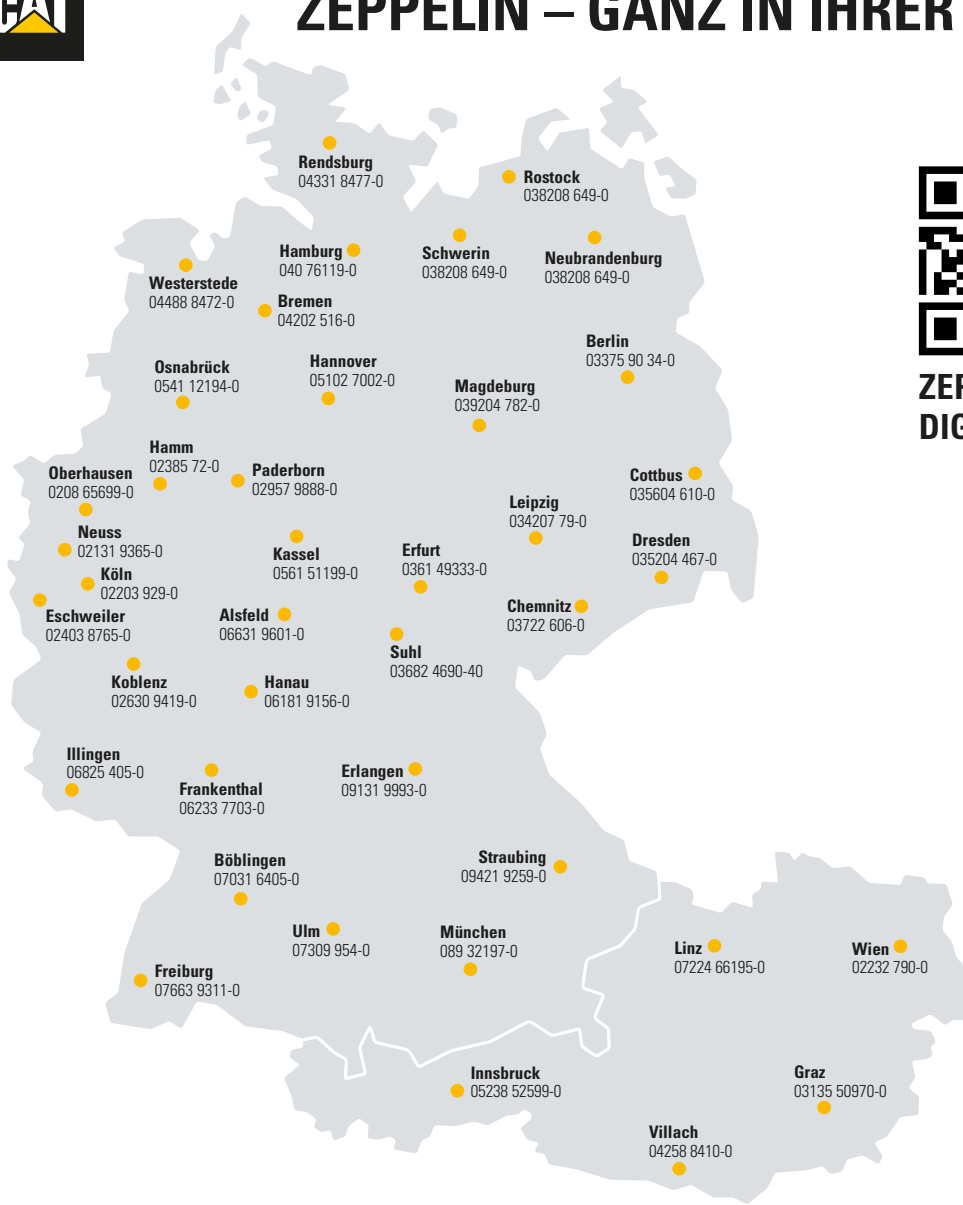 CAT
ZEPPELIN – GANZ IN IHRER
Rendsburg
04331 8477-0
Rostock
038208 649-0
Hamburg
040 76119-0
Schwerin
038208 649-0
Neubrandenburg
038208 649-0
Westerstede
04488 8472-0
Bremen
04202 516-0
Berlin
03375 90 34-0
Osnabrück
0541 12194-0
Hannover
05102 7002-0
Magdeburg
039204 782-0
ZEP
DIG
Hamm
02385 72-0
Oberhausen
0208 65699-0
Paderborn
02957 9888-0
Cottbus
035604 610-0
Leipzig
034207 79-0
Neuss
02131 9365-0
Kassel
0561 51199-0
Erfurt
0361 49333-0
Dresden
035204 467-0
Köln
02203 929-0
Eschweiler
02403 8765-0
Alsfeld
06631 9601-0
Chemnitz
03722 606-0
Suhl
03682 4690-40
Koblenz
02630 9419-0
Hanau
06181 9156-0
Illingen
06825 405-0
Frankenthal
06233 7703-0
Erlangen
09131 9993-0
Böblingen
07031 6405-0
Straubing
09421 9259-0
Ulm
07309 954-0
München
089 32197-0
Linz
07224 66195-0
Wien
02232 790-0
Freiburg
07663 9311-0
Innsbruck
05238 52599-0
Graz
03135 50970-0
Villach
04258 8410-0